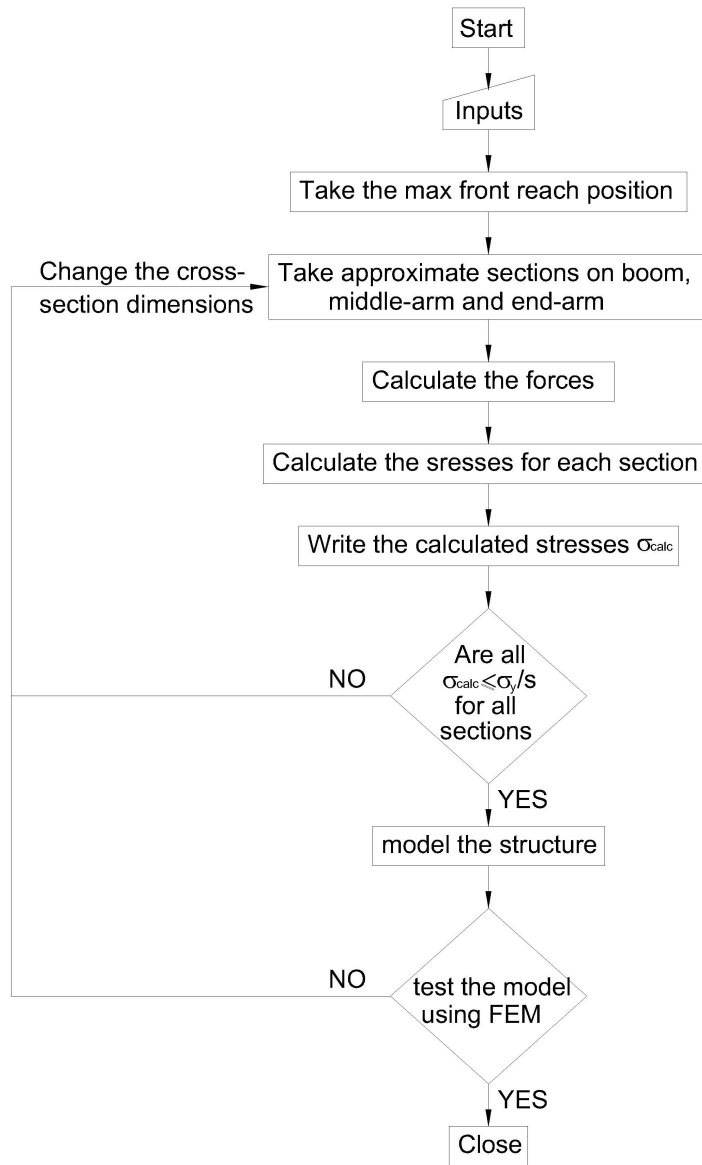 Start
Inputs
Take the max front reach position
Change the cross-
section dimensions
Take approximate sections on boom,
middle-arm and end-arm
Calculate the forces
Calculate the sresses for each section
Write the calculated stresses σcalc
Are all
σcalc⩽σy/s
for all
sections
NO
YES
model the structure
NO
test the model
using FEM
YES
Close